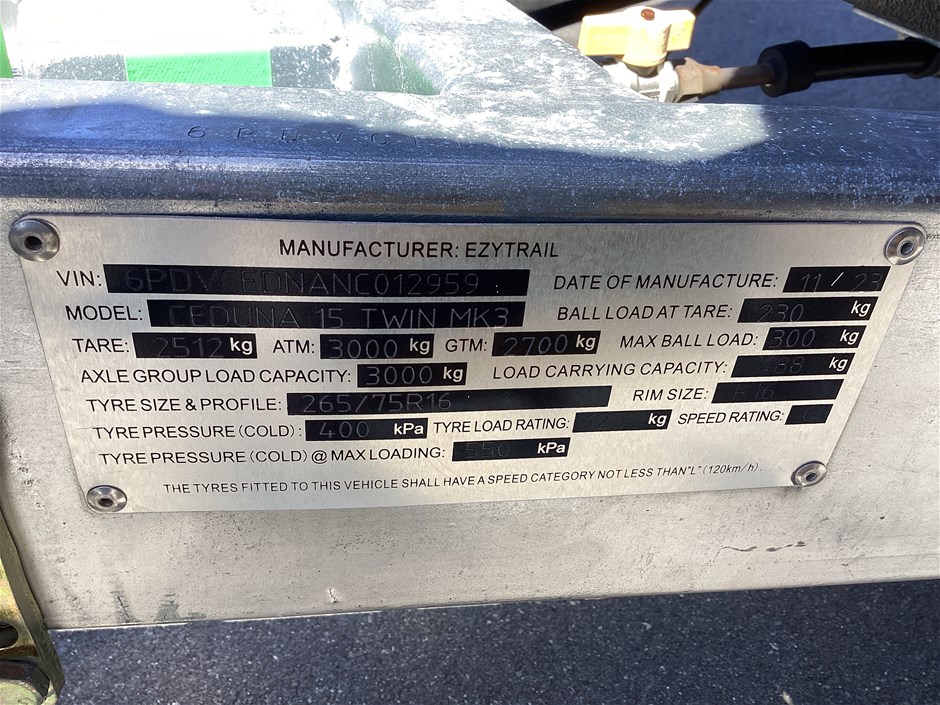 6PDVCE
MANUFACTURER: EZYTRAIL
VIN: 6PDVCEDNANC012959 DATE OF MANUFACTURE: 11/23
MODEL: CEDUNA 15 TWIN MK3 BALL LOAD AT TARE: 230 kg
TARE: 2512 kg ATM: 3000 kg GTM: 2700 kg MAX BALL LOAD: 300 kg
AXLE GROUP LOAD CAPACITY: 3000 kg LOAD CARRYING CAPACITY: 488 kg
TYRE SIZE & PROFILE: 265/75R16 RIM SIZE:
TYRE PRESSURE (COLD): 400 kPa TYRE LOAD RATING: kg SPEED RATING:
TYRE PRESSURE (COLD) @ MAX LOADING: 550 kPa
THE TYRES FITTED TO THIS VEHICLE SHALL HAVE A SPEED CATEGORY NOT LESS THAN"L"(120km/h).